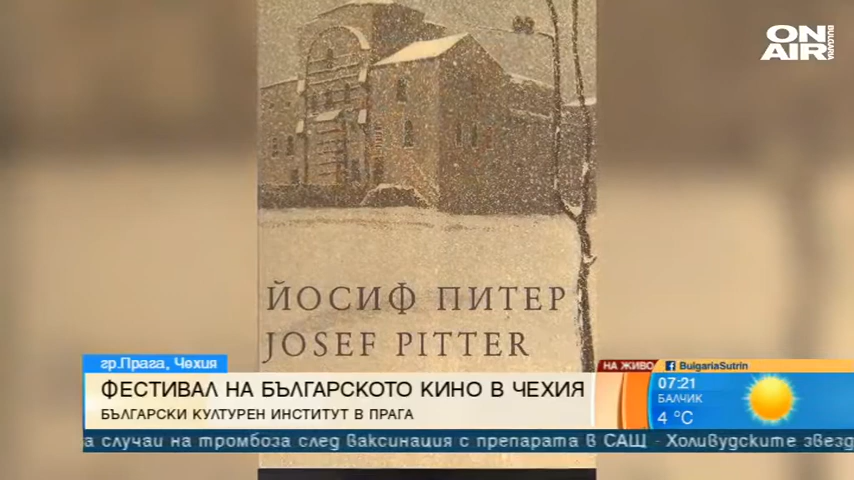 ON AIR BULGARIA
ЙОСИФ ПИТЕР
JOSEF PITTER
гр.Прага, Чехия
НА ЖИВО
BulgariaSutrin
ФЕСТИВАЛ НА БЪЛГАРСКОТО КИНО В ЧЕХИЯ
07:21
БАЛЧИК
БЪЛГАРСКИ КУЛТУРЕН ИНСТИТУТ В ПРАГА
4 °C
случаи на тромбоза след ваксинация с препарата в САЩ - Холивудските